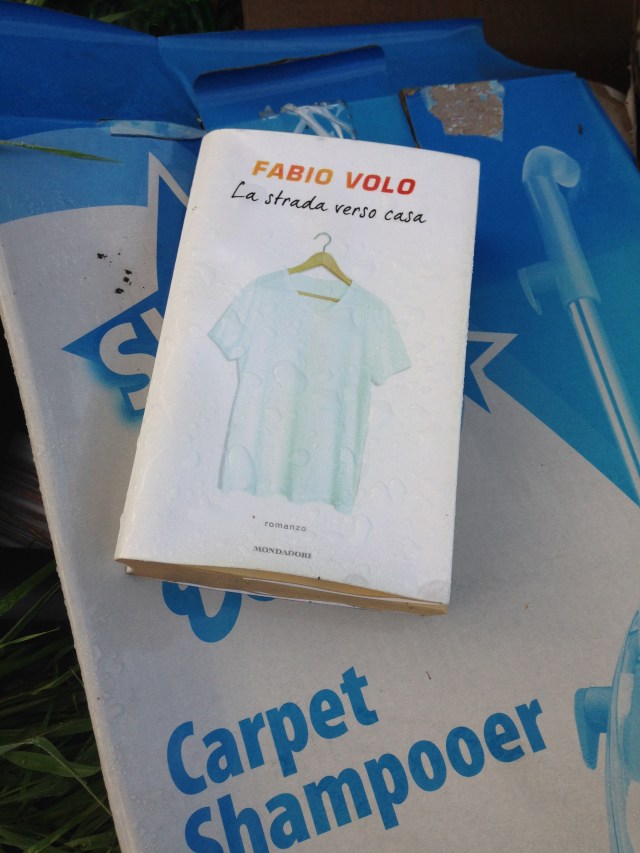 FABIO VOLO
La strada verso casa
romanzo
MONDADORI
Carpet
Shampooer